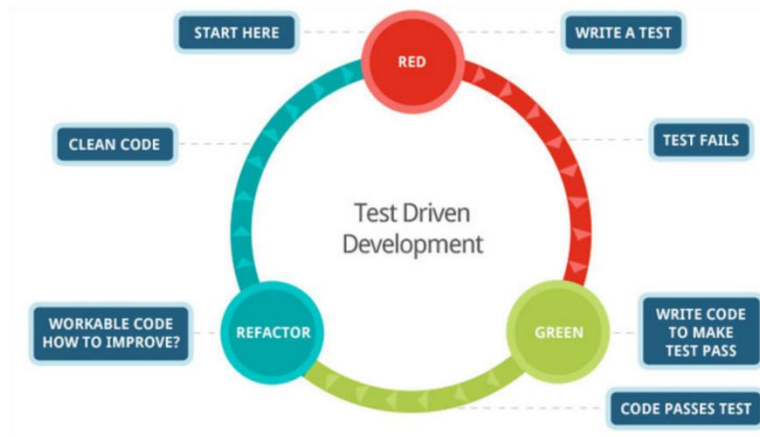 START HERE
RED
WRITE A TEST
CLEAN CODE
TEST FAILS
Test Driven
Development
WORKABLE CODE
HOW TO IMPROVE?
REFACTOR
GREEN
WRITE CODE
TO MAKE
TEST PASS
CODE PASSES TEST